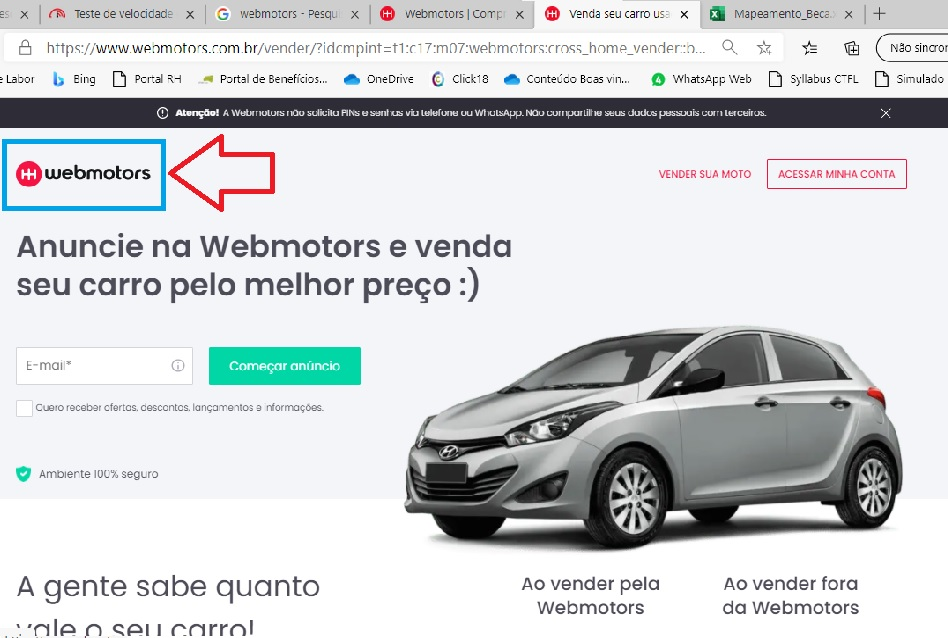 Teste de velocidade
webmotors - Pesqu
Webmotors | Compr
Venda seu carro usa
Mapeamento_Beca.x
https://www.webmotors.com.br/vender/?idcmpint=t1:c17:m07:webmotors:cross_home_vender::b...
Não sincron
e Labor
Bing
Portal RH
Portal de Benefícios...
OneDrive
Click18
Conteúdo Boas vin...
WhatsApp Web
Syllabus CTFL
Simulado
Atenção! A Webmotors não solicita PINs e senhas via telefone ou WhatsApp. Não compartilhe seus dados pessoais com terceiros.
webmotors
VENDER SUA MOTO
ACESSAR MINHA CONTA
Anuncie na Webmotors e venda
seu carro pelo melhor preço :)
E-mail*
Começar anúncio
Quero receber ofertas, descontos, lançamentos e informações.
Ambiente 100% seguro
A gente sabe quanto
vale o seu carro!
Ao vender pela
Webmotors
Ao vender fora
da Webmotors